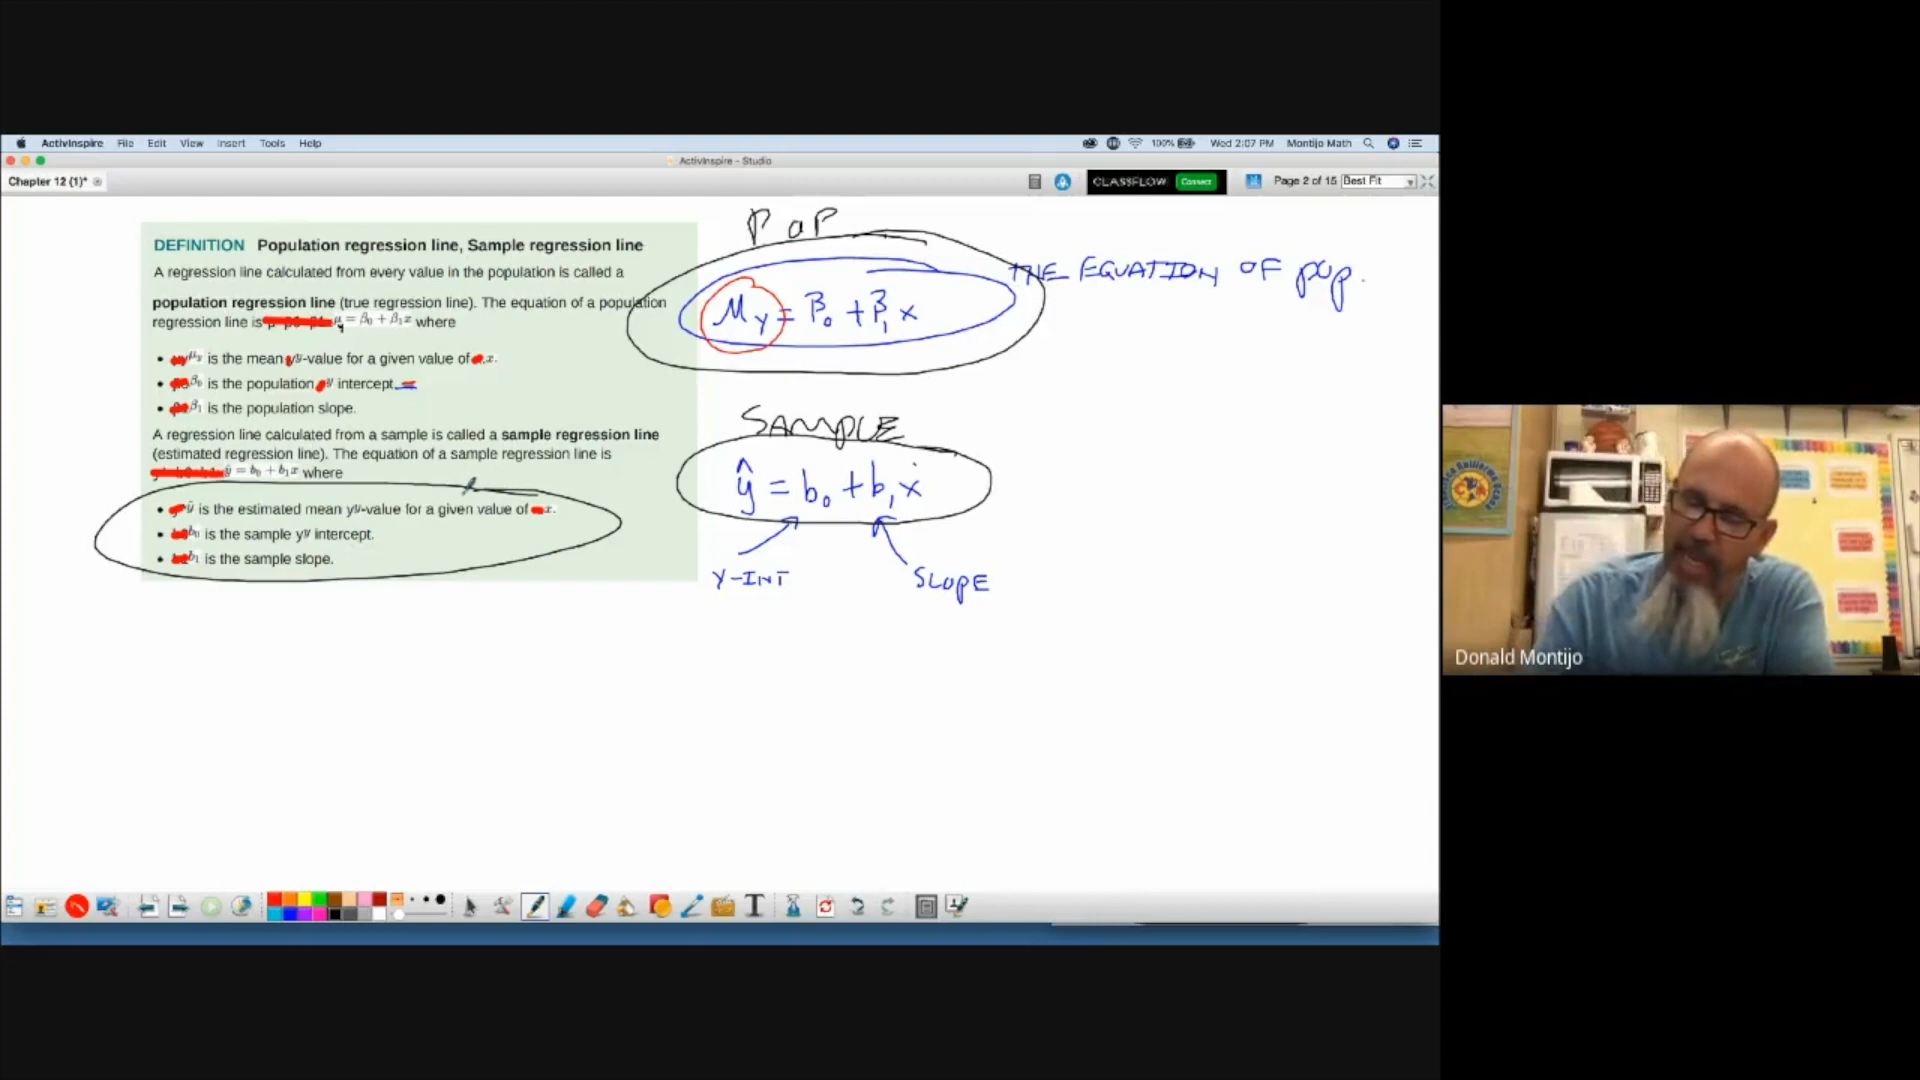 ActivInspire File Edit View Insert Tools Help
100% Wed 2:07 PM Montijo Math
ActivInspire - Studio
Chapter 12 (1)*
CLASSFLOW Connect
Page 2 of 15 Best Fit
DEFINITION Population regression line, Sample regression line
A regression line calculated from every value in the population is called a
population regression line (true regression line). The equation of a population
regression line is μy = β₀ + β₁x where
• μy is the mean y-value for a given value of x.
• β₀ is the population y intercept
• β₁ is the population slope.
A regression line calculated from a sample is called a sample regression line
(estimated regression line). The equation of a sample regression line is
ŷ = b₀ + b₁x where
• ŷ is the estimated mean yy-value for a given value of x.
• b₀ is the sample yy intercept.
• b₁ is the sample slope.
POP
THE EQUATION OF pop.
My = β₀ + β₁ x
SAMPLE
ŷ = b₀ + b₁ x
Y-INT
SLOPE
T
Donald Montijo